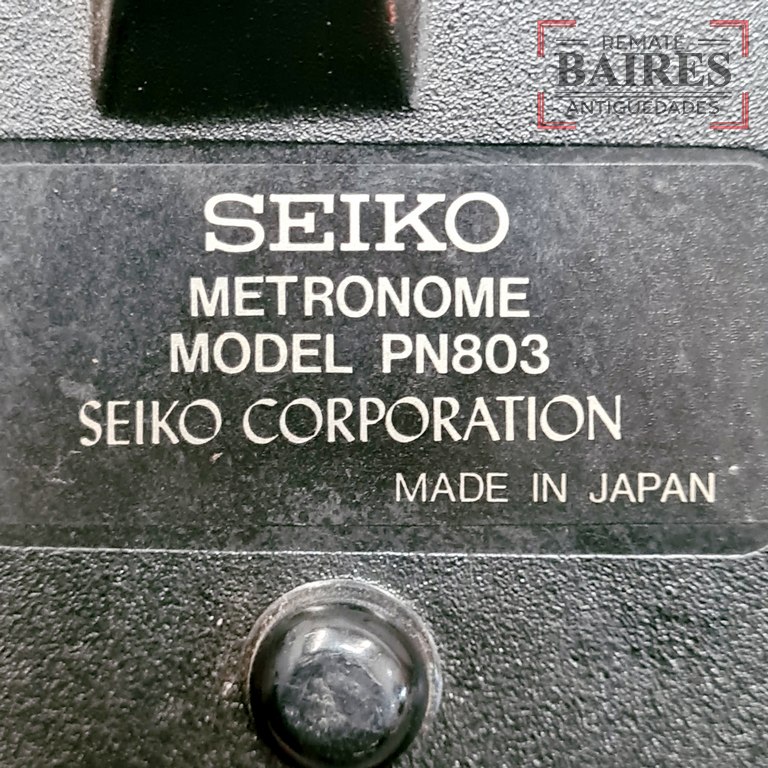 REMATE
BAIRES
ANTIGUEDADES
SEIKO
METRONOME
MODEL PN803
SEIKO CORPORATION
MADE IN JAPAN